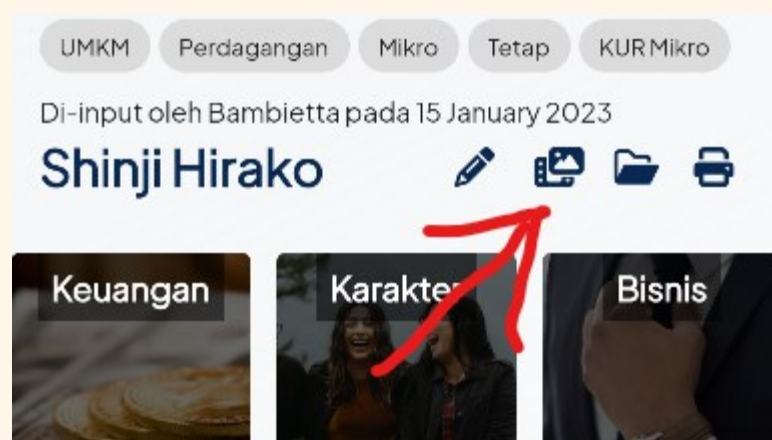 UMKM Perdagangan Mikro Tetap KUR Mikro
Di-input oleh Bambietta pada 15 January 2023
Shinji Hirako
Keuangan Karakter Bisnis